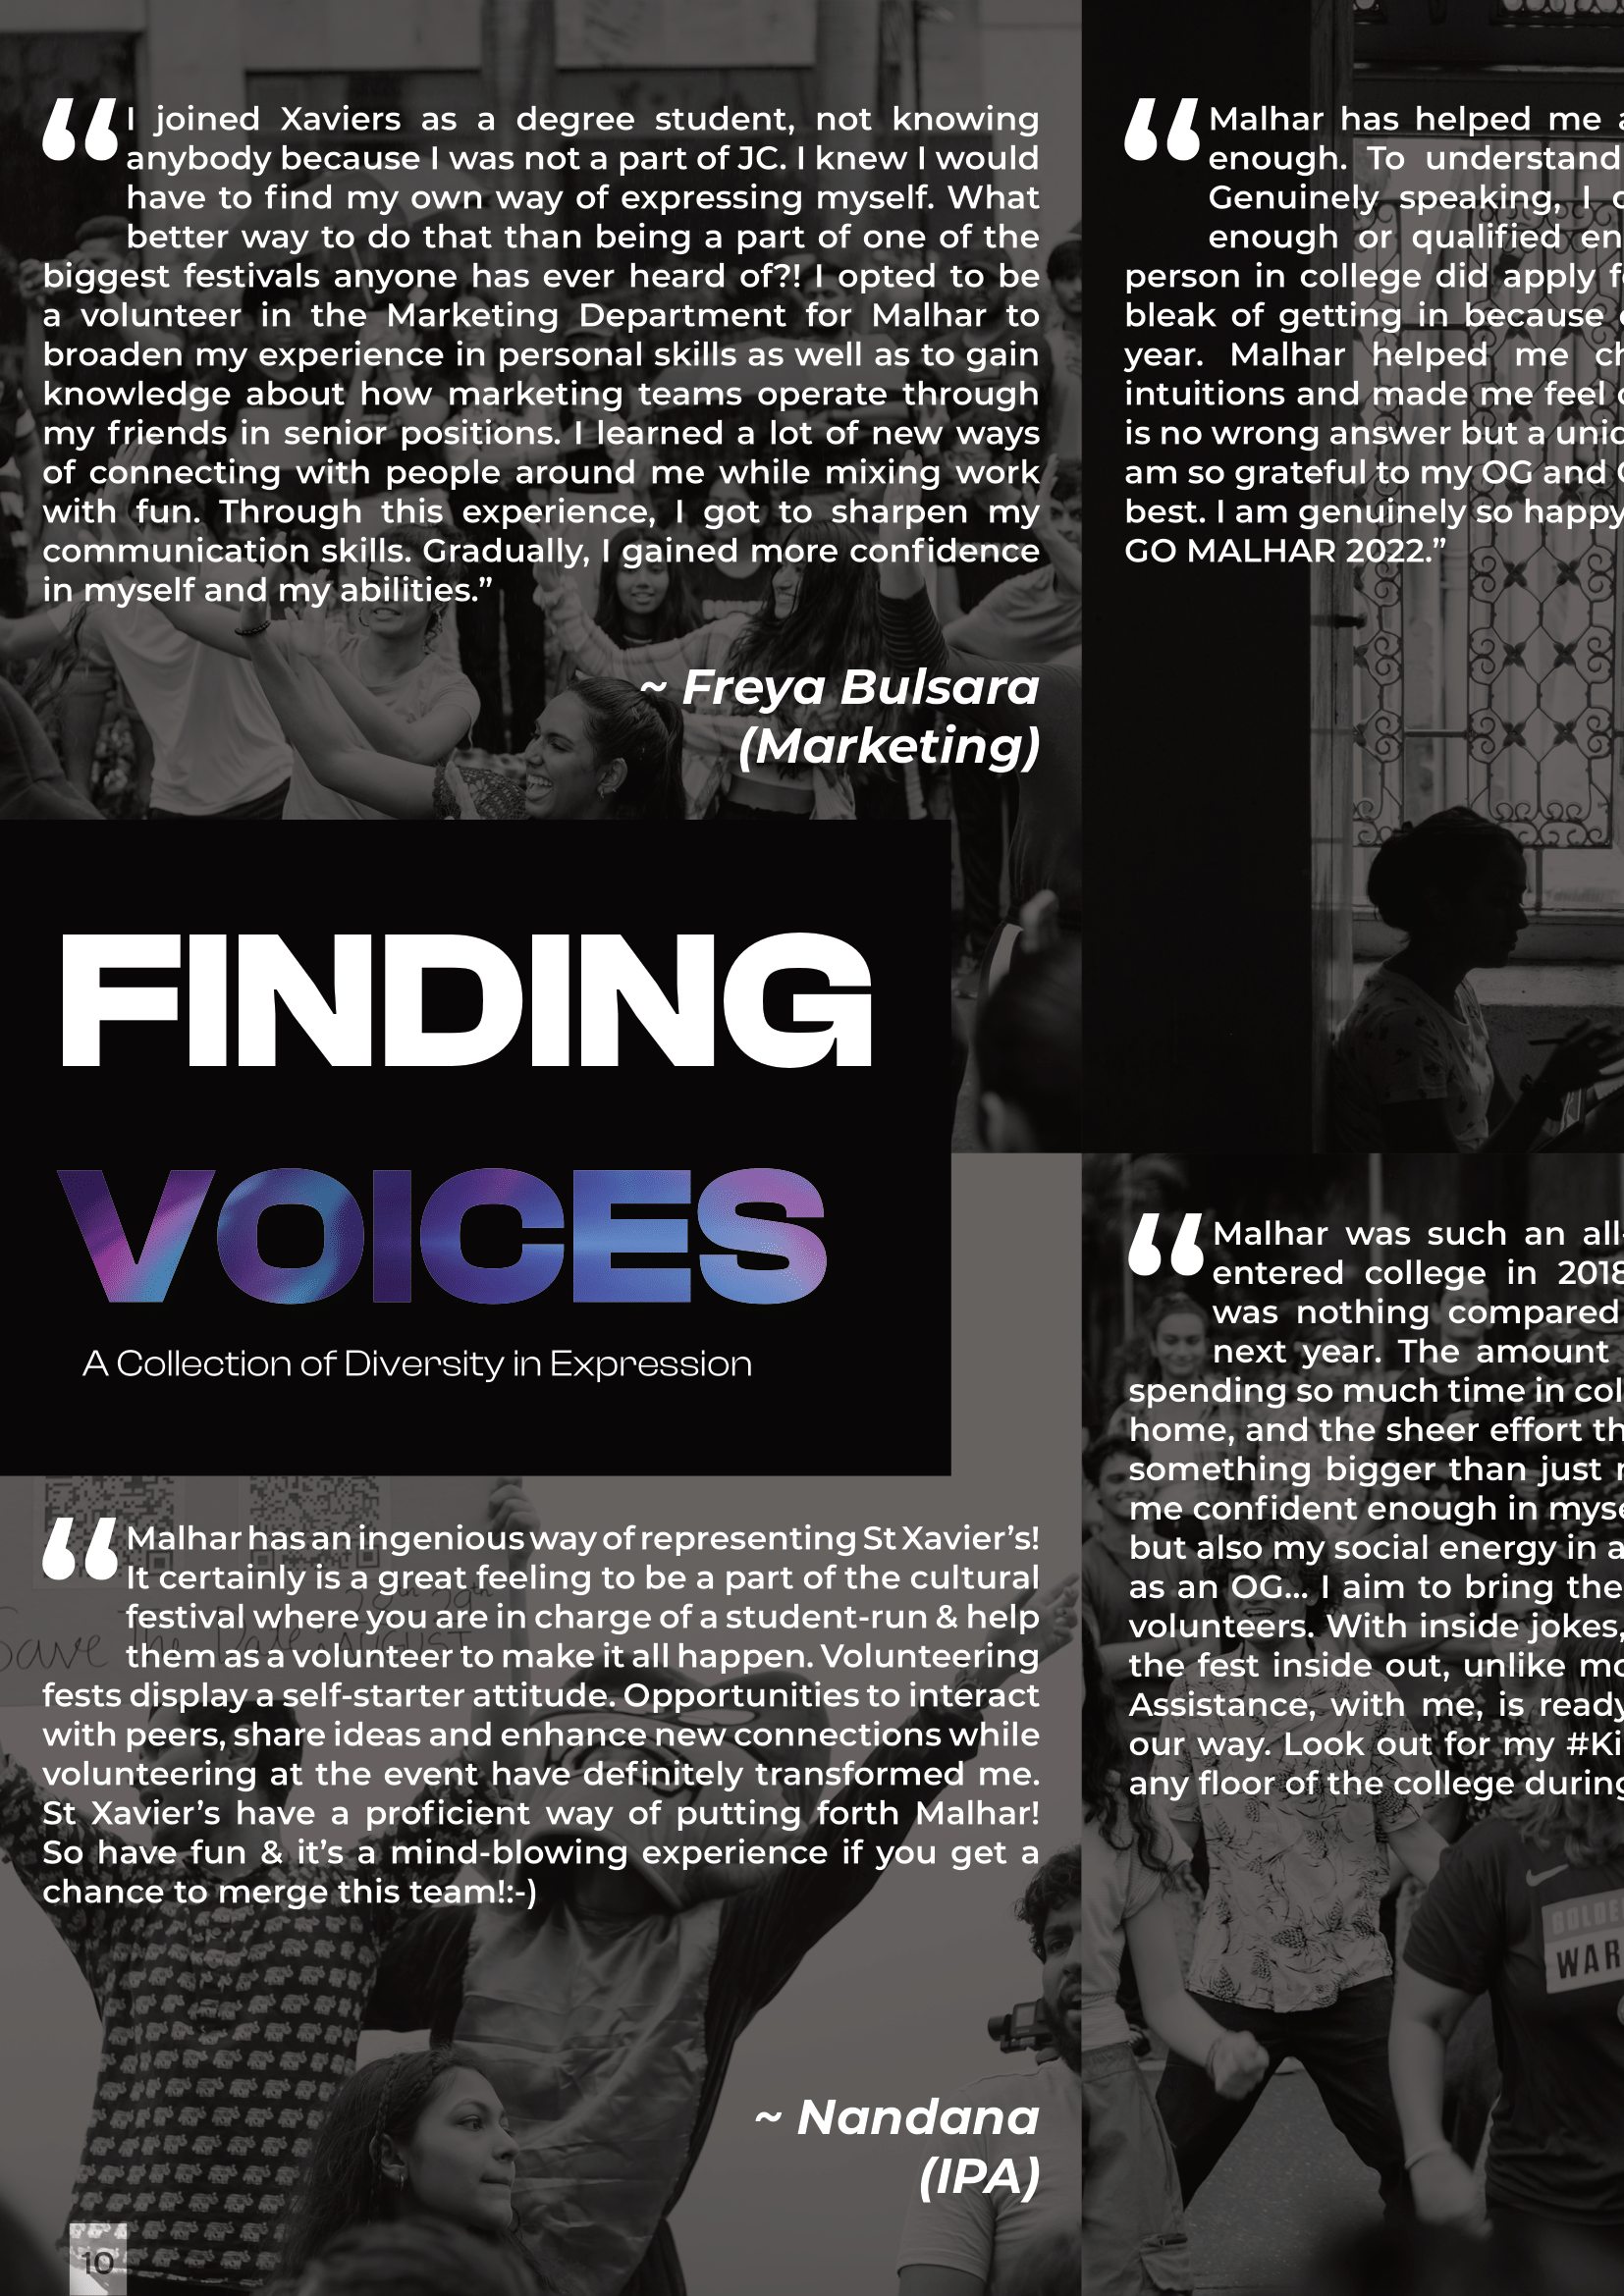 “I joined Xaviers as a degree student, not knowing
anybody because I was not a part of JC. I knew I would
have to find my own way of expressing myself. What
better way to do that than being a part of one of the
biggest festivals anyone has ever heard of?! I opted to be
a volunteer in the Marketing Department for Malhar to
broaden my experience in personal skills as well as to gain
knowledge about how marketing teams operate through
my friends in senior positions. I learned a lot of new ways
of connecting with people around me while mixing work
with fun. Through this experience, I got to sharpen my
communication skills. Gradually, I gained more confidence
in myself and my abilities.”
~ Freya Bulsara
(Marketing)
FINDING
VOICES
A Collection of Diversity in Expression
“Malhar has an ingenious way of representing St Xavier’s!
It certainly is a great feeling to be a part of the cultural
festival where you are in charge of a student-run & help
them as a volunteer to make it all happen. Volunteering
fests display a self-starter attitude. Opportunities to interact
with peers, share ideas and enhance new connections while
volunteering at the event have definitely transformed me.
St Xavier’s have a proficient way of putting forth Malhar!
So have fun & it’s a mind-blowing experience if you get a
chance to merge this team!:-)
~ Nandana
(IPA)
10
“Malhar has helped me
enough. To understand
Genuinely speaking, I
enough or qualified
person in college did apply
bleak of getting in because
year. Malhar helped me
intuitions and made me feel
is no wrong answer but a
am so grateful to my OG and
best. I am genuinely so happy
GO MALHAR 2022.”
“Malhar was such an
entered college in 2018
was nothing compared
next year. The amount
spending so much time in
home, and the sheer effort
something bigger than just
me confident enough in
but also my social energy in
as an OG... I aim to bring the
volunteers. With inside jokes,
the fest inside out, unlike
Assistance, with me, is ready
our way. Look out for my
any floor of the college during
Save The Date